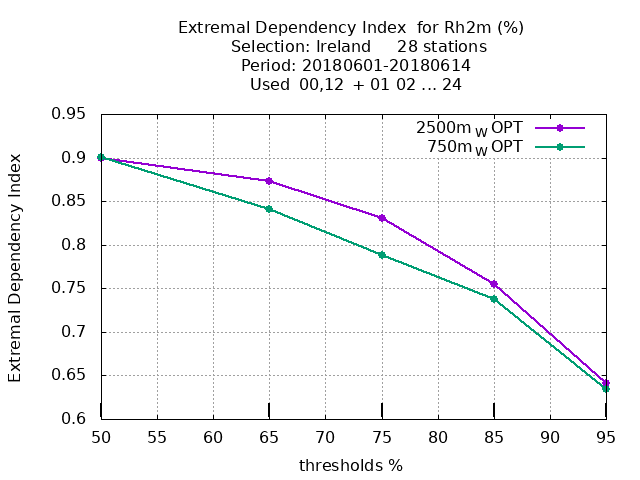 Extremal Dependency Index for Rh2m (%)
Selection: Ireland 28 stations
Period: 20180601-20180614
Used 00,12 + 01 02 ... 24
0.95
0.9
0.85
0.8
0.75
0.7
0.65
0.6
Extremal Dependency Index
2500m W OPT
750m W OPT
50 55 60 65 70 75 80 85 90 95
thresholds %